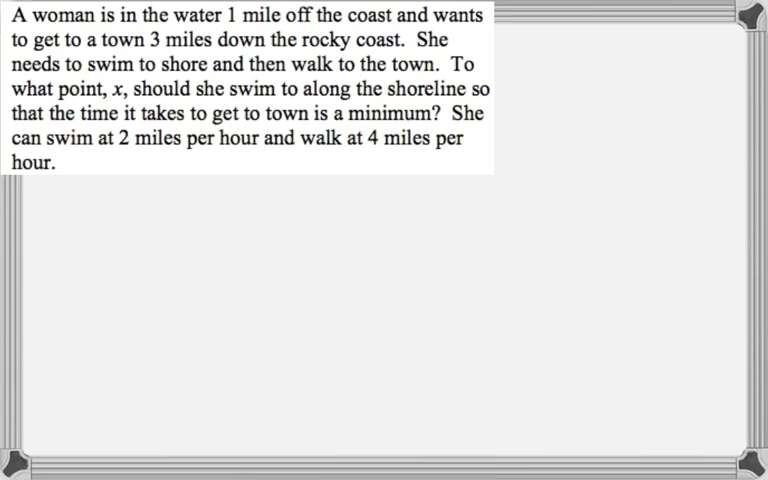 A woman is in the water 1 mile off the coast and wants
to get to a town 3 miles down the rocky coast.  She
needs to swim to shore and then walk to the town.  To
what point, x, should she swim to along the shoreline so
that the time it takes to get to town is a minimum?  She
can swim at 2 miles per hour and walk at 4 miles per
hour.